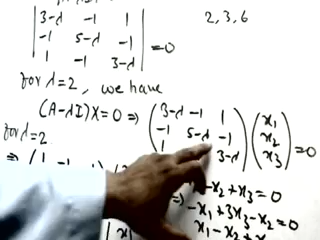 | 3-λ -1 1 | 2, 3, 6
| -1 5-λ -1 | = 0
| 1 -1 3-λ |
for λ=2, we have
(A-λI)X=0 ⇒ ( 3-λ -1 1 ) ( x₁ )
( -1 5-λ -1 ) ( x₂ ) = 0
( 1 3-λ ) ( x₃ )
for λ=2
⇒ ( 1 -1
- x₂ + x₃ = 0
⇒ -x₁ + 3x₂ - x₃ = 0
x₁ - x₂ +